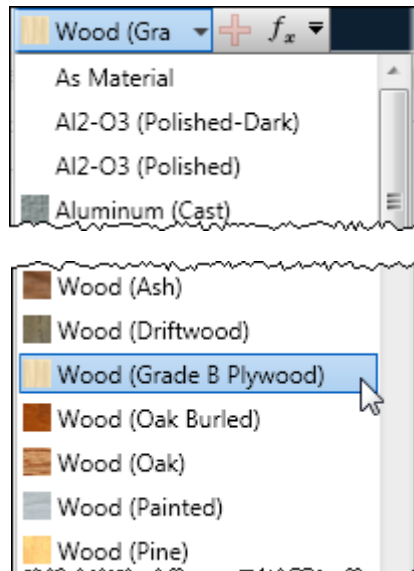 Wood (Gra
fx
As Material
Al2-O3 (Polished-Dark)
Al2-O3 (Polished)
Aluminum (Cast)
Wood (Ash)
Wood (Driftwood)
Wood (Grade B Plywood)
Wood (Oak Burled)
Wood (Oak)
Wood (Painted)
Wood (Pine)